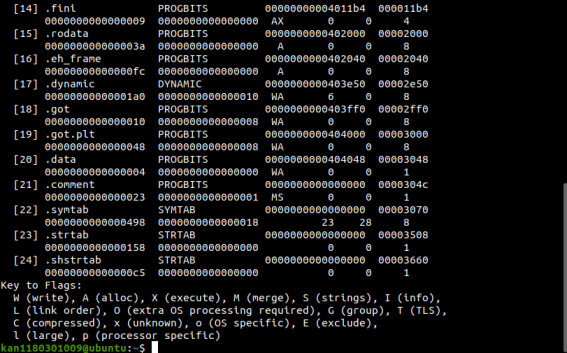 [14] .fini PROGBITS 00000000004011b4 000011b4
0000000000000009 0000000000000000 AX 0 0 4
[15] .rodata PROGBITS 0000000000402000 00002000
000000000000003a 0000000000000000 A 0 0 8
[16] .eh_frame PROGBITS 0000000000402040 00002040
00000000000000fc 0000000000000000 A 0 0 8
[17] .dynamic DYNAMIC 0000000000403e50 00002e50
00000000000001a0 0000000000000010 WA 6 0 8
[18] .got PROGBITS 0000000000403ff0 00002ff0
0000000000000010 0000000000000008 WA 0 0 8
[19] .got.plt PROGBITS 0000000000404000 00003000
0000000000000048 0000000000000008 WA 0 0 8
[20] .data PROGBITS 0000000000404048 00003048
0000000000000004 0000000000000000 WA 0 0 1
[21] .comment PROGBITS 0000000000000000 0000304c
0000000000000023 0000000000000001 MS 0 0 1
[22] .symtab SYMTAB 0000000000000000 00003070
0000000000000498 0000000000000018 23 28 8
[23] .strtab STRTAB 0000000000000000 00003508
0000000000000158 0000000000000000 0 0 1
[24] .shstrtab STRTAB 0000000000000000 00003660
00000000000000c5 0000000000000000 0 0 1
Key to Flags:
W (write), A (alloc), X (execute), M (merge), S (strings), I (info),
L (link order), O (extra OS processing required), G (group), T (TLS),
C (compressed), x (unknown), o (OS specific), E (exclude),
l (large), p (processor specific)
kan1180301009@ubuntu:~$